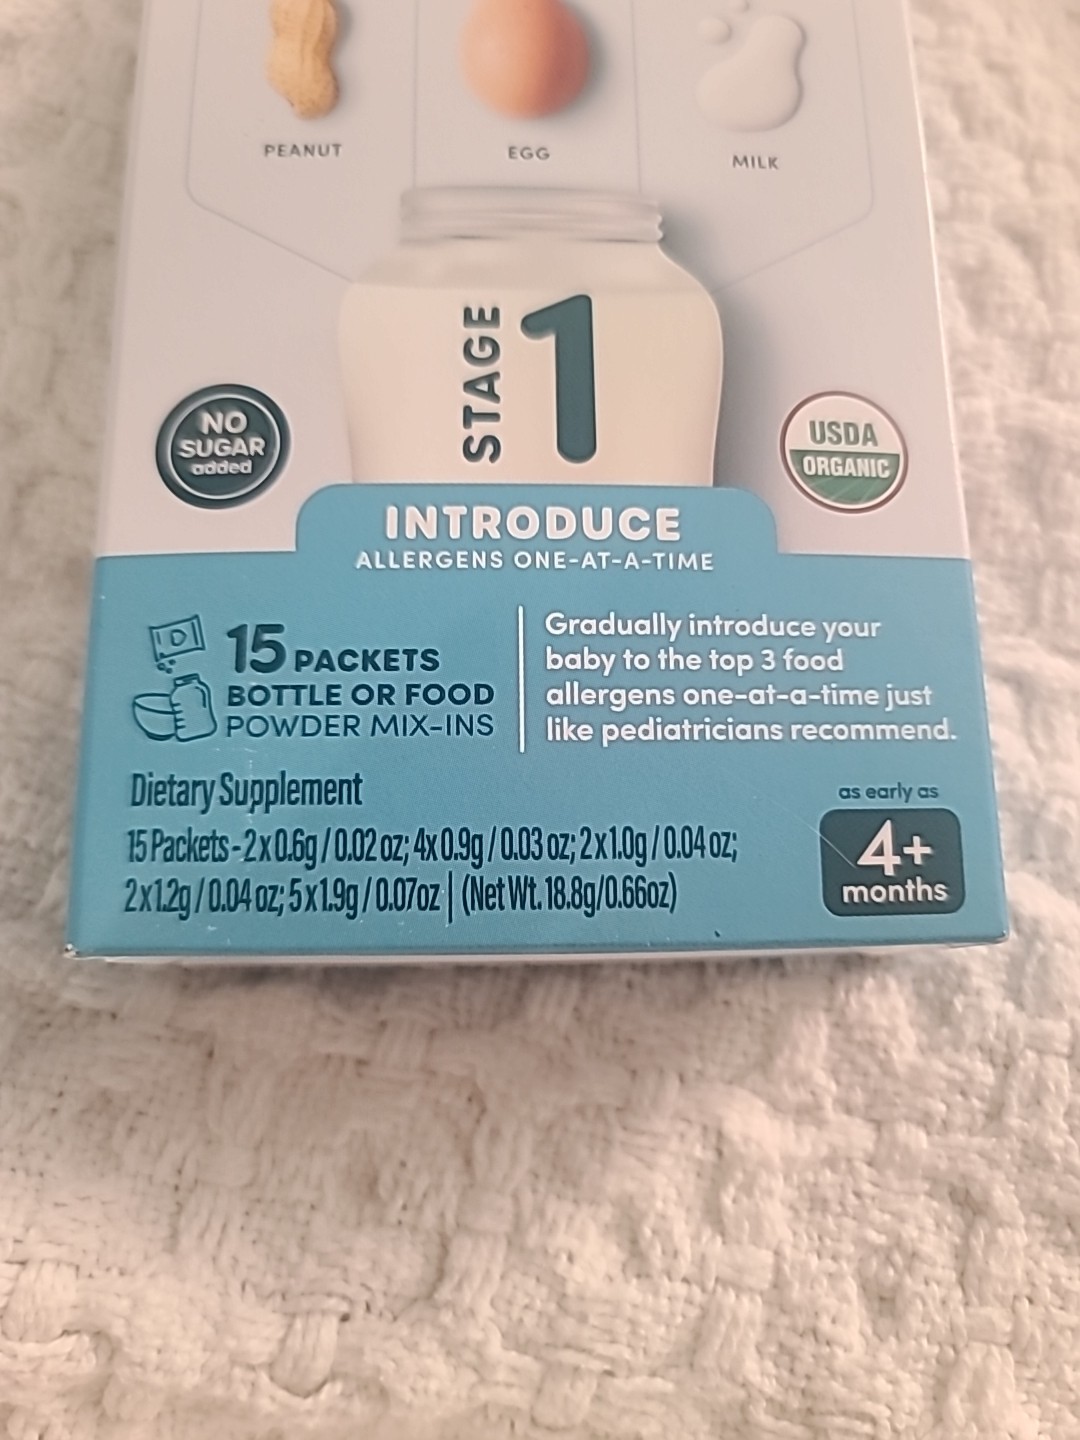 PEANUT
EGG
MILK
STAGE 1
NO
SUGAR
added
USDA
ORGANIC
INTRODUCE
ALLERGENS ONE-AT-A-TIME
15 PACKETS
BOTTLE OR FOOD
POWDER MIX-INS
Gradually introduce your
baby to the top 3 food
allergens one-at-a-time just
like pediatricians recommend.
Dietary Supplement
15 Packets - 2 x 0.6g / 0.02 oz; 4x 0.9g / 0.03 oz; 2 x 1.0g / 0.04 oz;
2 x 1.2g / 0.04 oz; 5 x 1.9g / 0.07oz | (Net Wt. 18.8g/0.66oz)
as early as
4+
months